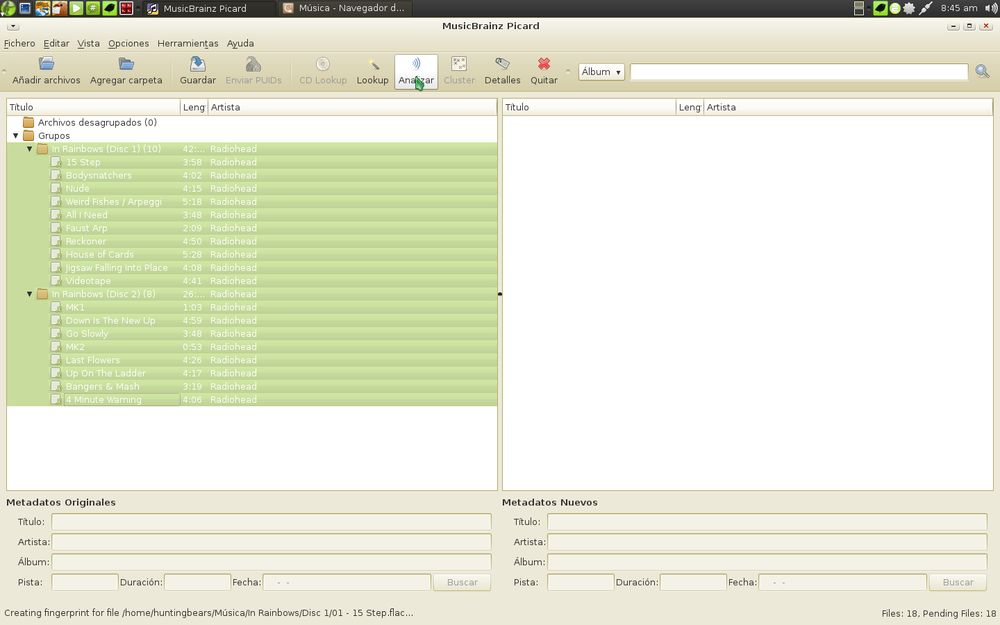 MusicBrainz Picard
Música - Navegador d...
8:45 am
MusicBrainz Picard
Fichero Editar Vista Opciones Herramientas Ayuda
Añadir archivos Agregar carpeta Guardar Enviar PUIDs CD Lookup Lookup Analizar Cluster Detalles Quitar Álbum
Título Leng Artista
Título Leng Artista
Archivos desagrupados (0)
Grupos
In Rainbows (Disc 1) (10) 42:... Radiohead
15 Step 3:58 Radiohead
Bodysnatchers 4:02 Radiohead
Nude 4:15 Radiohead
Weird Fishes / Arpeggi 5:18 Radiohead
All I Need 3:48 Radiohead
Faust Arp 2:09 Radiohead
Reckoner 4:50 Radiohead
House of Cards 5:28 Radiohead
Jigsaw Falling Into Place 4:08 Radiohead
Videotape 4:41 Radiohead
In Rainbows (Disc 2) (8) 26:... Radiohead
MK1 1:03 Radiohead
Down Is The New Up 4:59 Radiohead
Go Slowly 3:48 Radiohead
MK2 0:53 Radiohead
Last Flowers 4:26 Radiohead
Up On The Ladder 4:17 Radiohead
Bangers & Mash 3:19 Radiohead
4 Minute Warning 4:06 Radiohead
Metadatos Originales
Título:
Artista:
Álbum:
Pista: Duración: Fecha: - - Buscar
Metadatos Nuevos
Título:
Artista:
Álbum:
Pista: Duración: Fecha: - - Buscar
Creating fingerprint for file /home/huntingbears/Música/In Rainbows/Disc 1/01 - 15 Step.flac...
Files: 18, Pending Files: 18